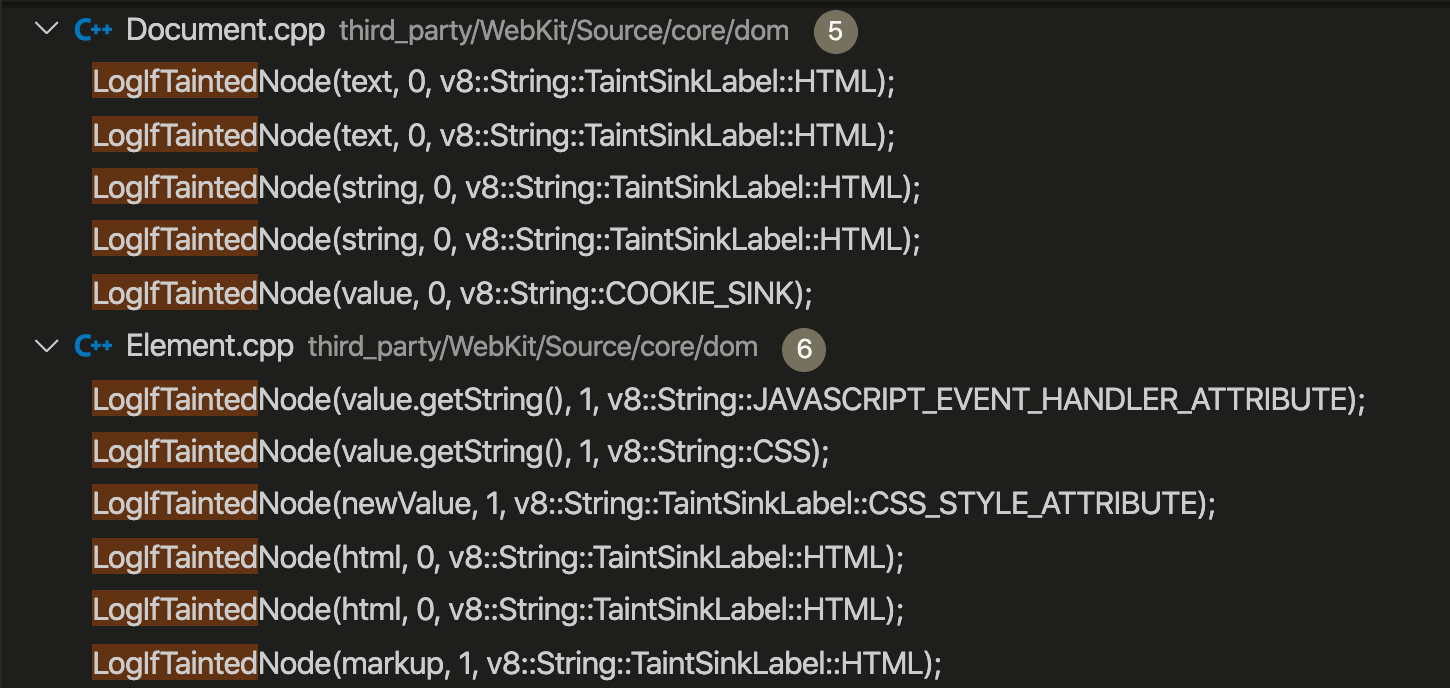 C++ Document.cpp third_party/WebKit/Source/core/dom 5
LogIfTaintedNode(text, 0, v8::String::TaintSinkLabel::HTML);
LogIfTaintedNode(text, 0, v8::String::TaintSinkLabel::HTML);
LogIfTaintedNode(string, 0, v8::String::TaintSinkLabel::HTML);
LogIfTaintedNode(string, 0, v8::String::TaintSinkLabel::HTML);
LogIfTaintedNode(value, 0, v8::String::COOKIE_SINK);
C++ Element.cpp third_party/WebKit/Source/core/dom 6
LogIfTaintedNode(value.getString(), 1, v8::String::JAVASCRIPT_EVENT_HANDLER_ATTRIBUTE);
LogIfTaintedNode(value.getString(), 1, v8::String::CSS);
LogIfTaintedNode(newValue, 1, v8::String::TaintSinkLabel::CSS_STYLE_ATTRIBUTE);
LogIfTaintedNode(html, 0, v8::String::TaintSinkLabel::HTML);
LogIfTaintedNode(html, 0, v8::String::TaintSinkLabel::HTML);
LogIfTaintedNode(markup, 1, v8::String::TaintSinkLabel::HTML);